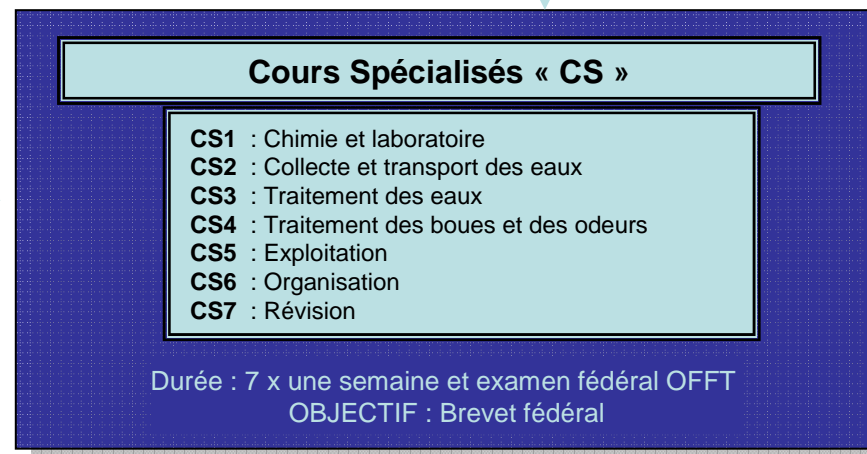 Cours Spécialisés « CS »
CS1 : Chimie et laboratoire
CS2 : Collecte et transport des eaux
CS3 : Traitement des eaux
CS4 : Traitement des boues et des odeurs
CS5 : Exploitation
CS6 : Organisation
CS7 : Révision
Durée : 7 x une semaine et examen fédéral OFFT
OBJECTIF : Brevet fédéral